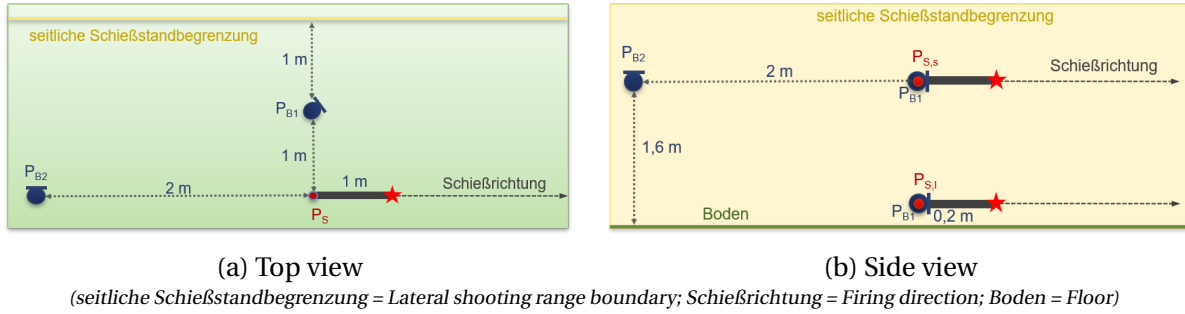 seitliche Schießstandbegrenzung
1 m
P_B1
1 m
P_B2
2 m
1 m
Schießrichtung
P_S
seitliche Schießstandbegrenzung
P_B2
P_S,s
2 m
Schießrichtung
P_B1
1,6 m
P_S,l
P_B1
0,2 m
Boden
(a) Top view
(b) Side view
(seitliche Schießstandbegrenzung = Lateral shooting range boundary; Schießrichtung = Firing direction; Boden = Floor)